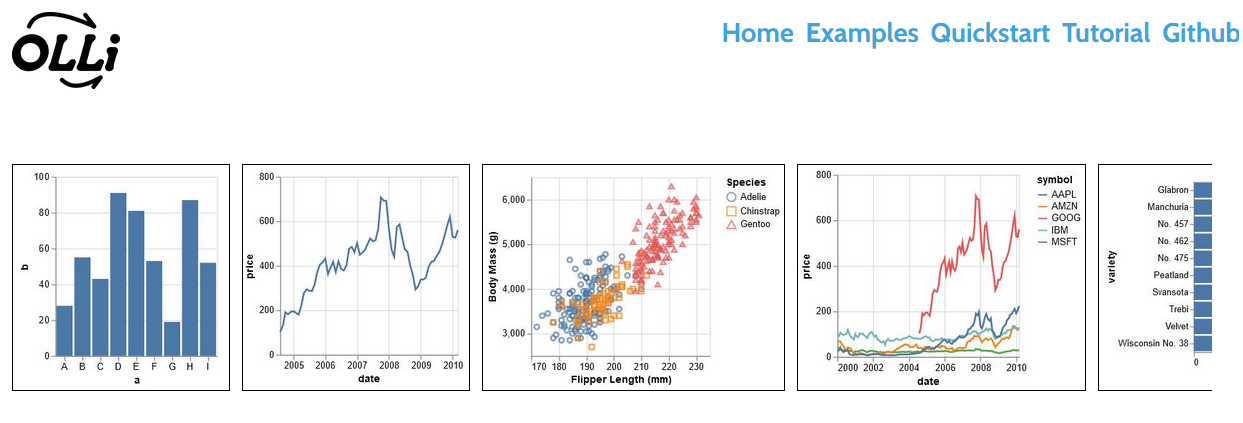 OLLi
Home Examples Quickstart Tutorial Github
100
80
60
40
20
0
b
A B C D E F G H I
a
800
600
400
200
0
price
2005 2006 2007 2008 2009 2010
date
6,000
5,000
4,000
3,000
Body Mass (g)
170 180 190 200 210 220 230
Flipper Length (mm)
Species
Adelie
Chinstrap
Gentoo
800
600
400
200
0
price
2000 2002 2004 2006 2008 2010
date
symbol
AAPL
AMZN
GOOG
IBM
MSFT
variety
Glabron
Manchuria
No. 457
No. 462
No. 475
Peatland
Svansota
Trebi
Velvet
Wisconsin No. 38
0